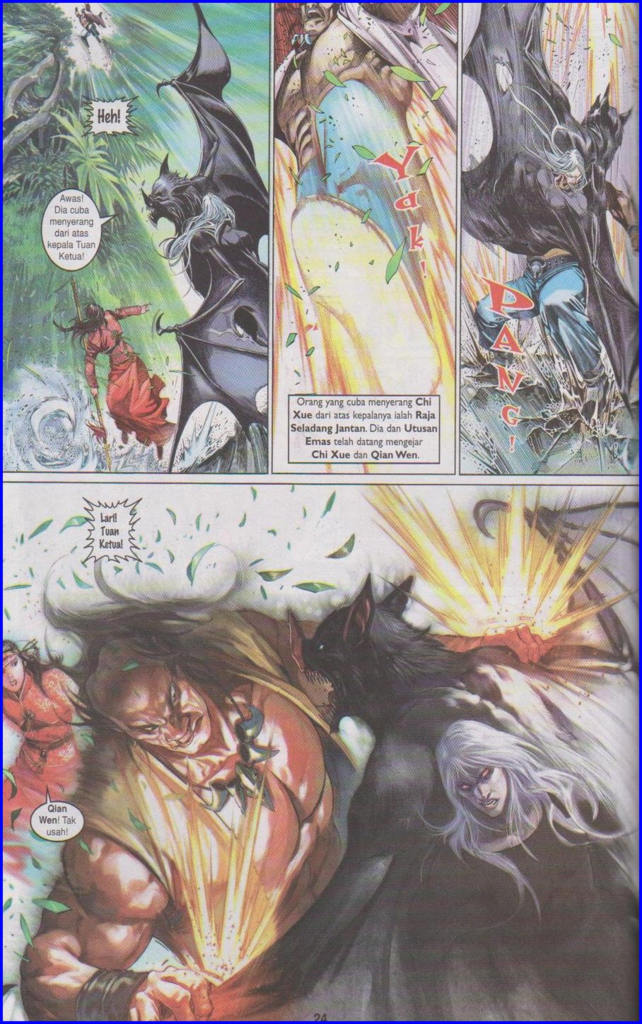 Heh!
Awas!
Dia cuba
menyerang
dari atas
kepala Tuan
Ketua!
Yak!
Orang yang cuba menyerang Chi
Xue dari atas kepalanya ialah Raja
Seladang Jantan. Dia dan Utusan
Emas telah datang mengejar
Chi Xue dan Qian Wen.
PANG!
Lari!!
Tuan
Ketua!
Qian
Wen! Tak
usah!
24